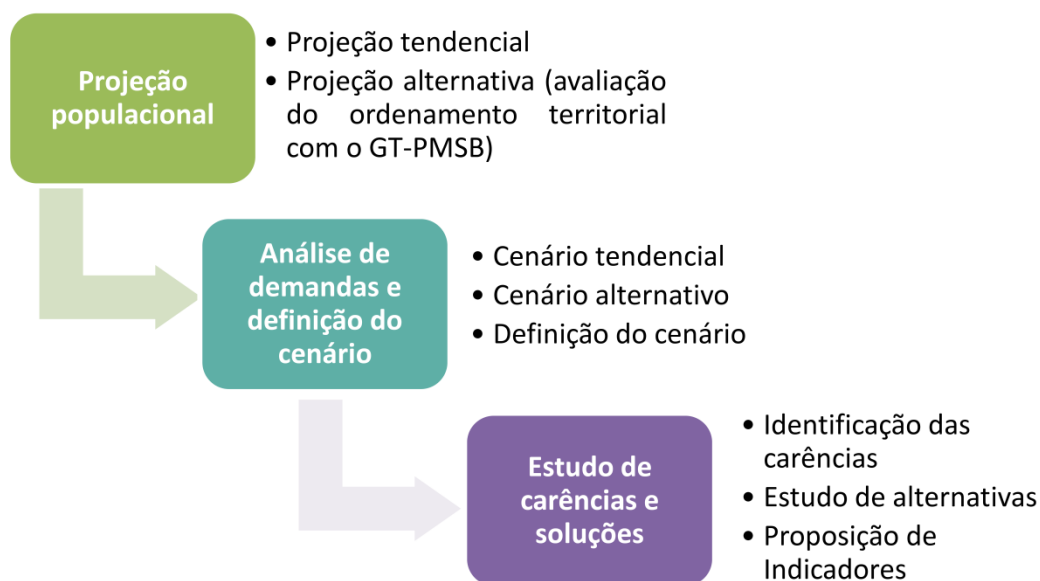 Projeção
populacional
• Projeção tendencial
• Projeção alternativa (avaliação
do ordenamento territorial
com o GT-PMSB)
Análise de
demandas e
definição do
cenário
• Cenário tendencial
• Cenário alternativo
• Definição do cenário
Estudo de
carências e
soluções
• Identificação das
carências
• Estudo de alternativas
• Proposição de
Indicadores